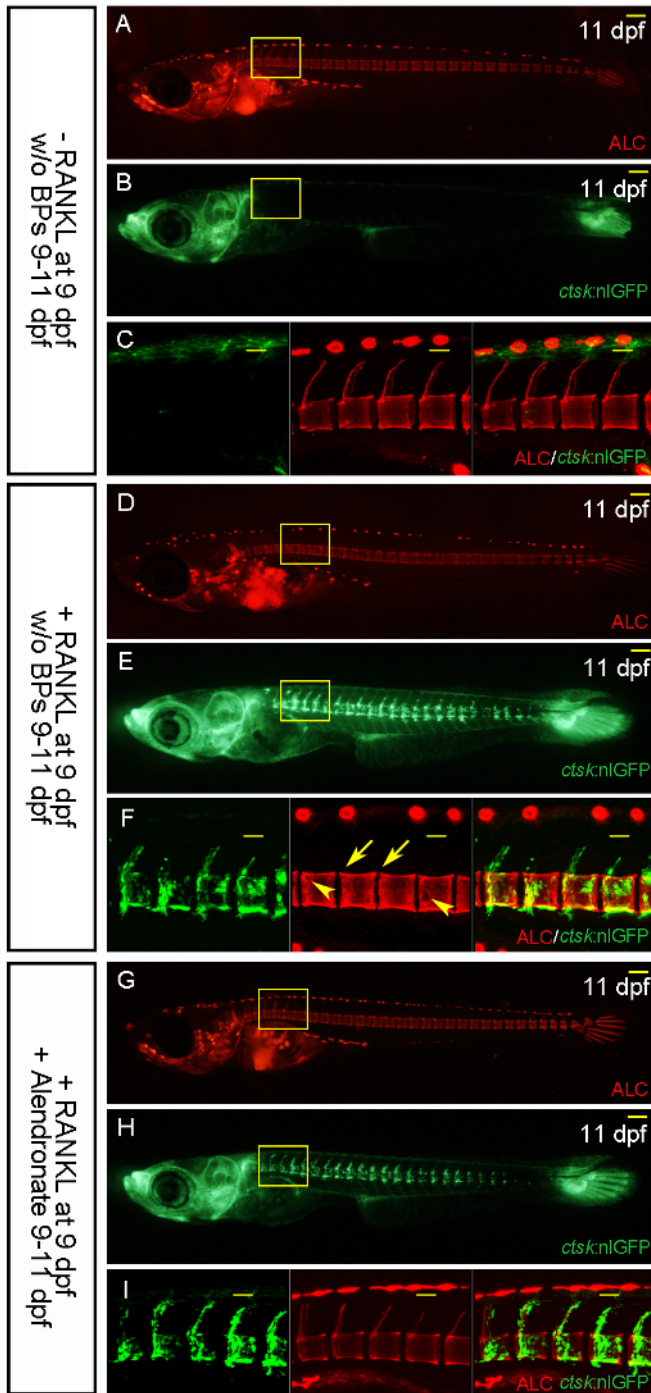 - RANKL at 9 dpf
w/o BPs 9-11 dpf
A
11 dpf
ALC
B
11 dpf
ctsk:nlGFP
C
ALC/ctsk:nlGFP
+ RANKL at 9 dpf
w/o BPs 9-11 dpf
D
11 dpf
ALC
E
11 dpf
ctsk:nlGFP
F
ALC/ctsk:nlGFP
+ RANKL at 9 dpf
+ Alendronate 9-11 dpf
G
11 dpf
ALC
H
11 dpf
ctsk:nlGFP
I
ALC ctsk:nlGFP